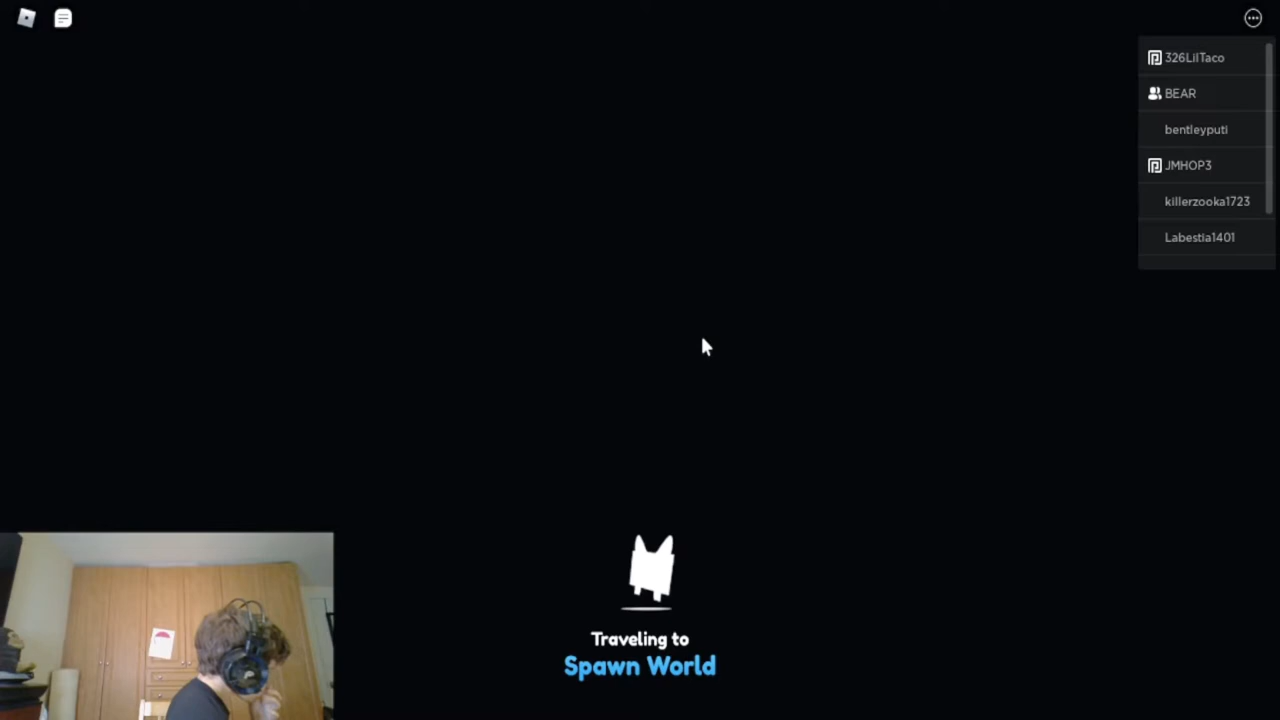 326LilTaco
BEAR
bentleyputi
JMHOP3
killerzooka1723
Labestia1401
Traveling to
Spawn World